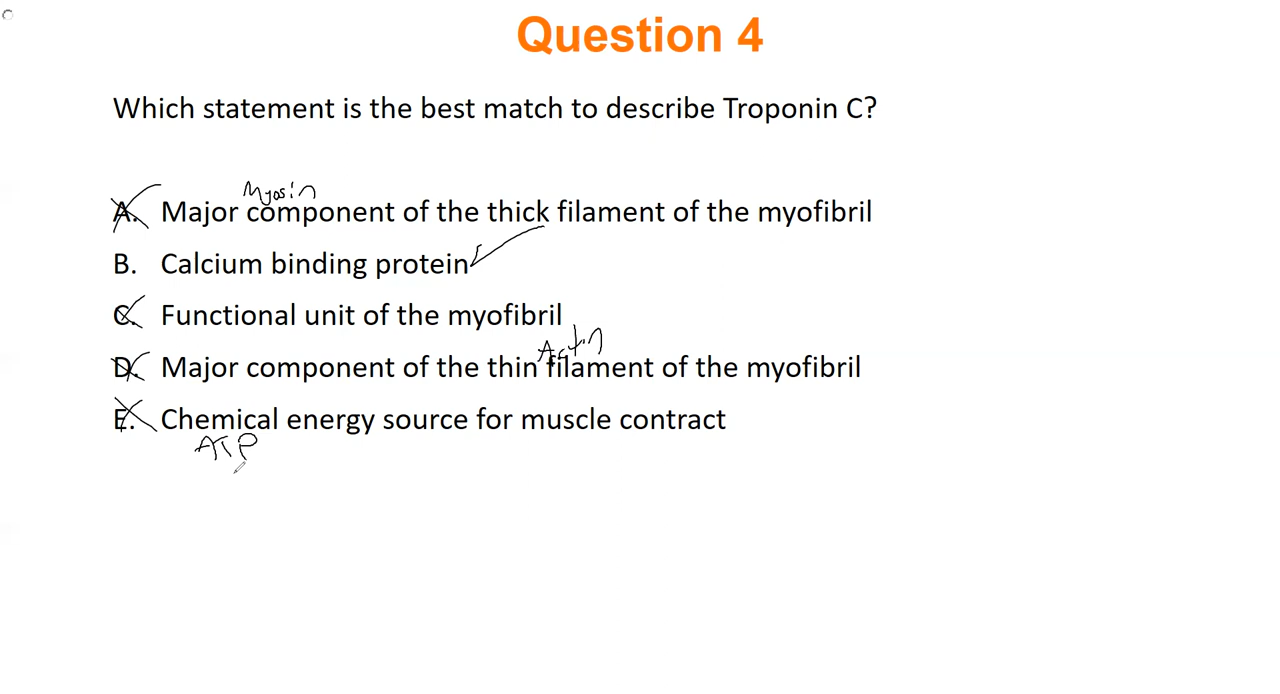 Question 4
Which statement is the best match to describe Troponin C?
Myosin
A. Major component of the thick filament of the myofibril
B. Calcium binding protein
C. Functional unit of the myofibril
Actin
D. Major component of the thin filament of the myofibril
E. Chemical energy source for muscle contract
ATP